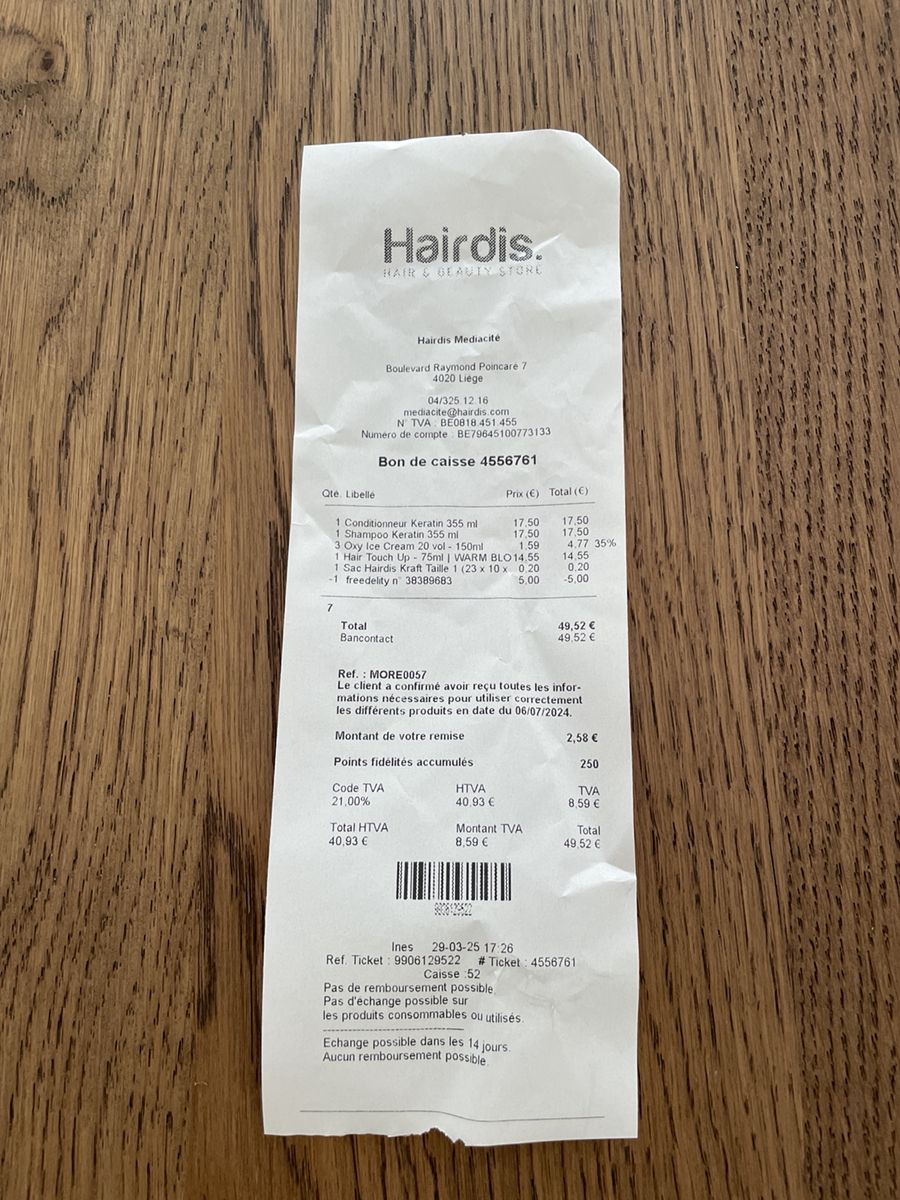 Hairdis.
HAIR & BEAUTY STORE
Hairdis Mediacité
Boulevard Raymond Poincaré 7
4020 Liège
04/325 12 16
mediacite@hairdis.com
N° TVA : BE0818 451 455
Numéro de compte : BE79645100773133
Bon de caisse 4556761
Qté. Libellé Prix (€) Total (€)
1 Conditionneur Keratin 355 ml 17,50 17,50
1 Shampoo Keratin 355 ml 17,50 17,50
3 Oxy Ice Cream 20 vol - 150ml 1,59 4,77 35%
1 Hair Touch Up - 75ml | WARM BLO 14,55 14,55
1 Sac Hairdis Kraft Taille 1 (23 x 10 x 0,20 0,20
-1 freedelity n° 38389683 5,00 -5,00
7
Total 49,52 €
Bancontact 49,52 €
Ref. : MORE0057
Le client a confirmé avoir reçu toutes les infor-
mations nécessaires pour utiliser correctement
les différents produits en date du 06/07/2024.
Montant de votre remise 2,58 €
Points fidélités accumulés 250
Code TVA HTVA TVA
21,00% 40,93 € 8,59 €
Total HTVA Montant TVA Total
40,93 € 8,59 € 49,52 €
9906129522
Ines 29-03-25 17:26
Ref. Ticket : 9906129522 # Ticket : 4556761
Caisse :52
Pas de remboursement possible.
Pas d'échange possible sur
les produits consommables ou utilisés.
Echange possible dans les 14 jours.
Aucun remboursement possible.